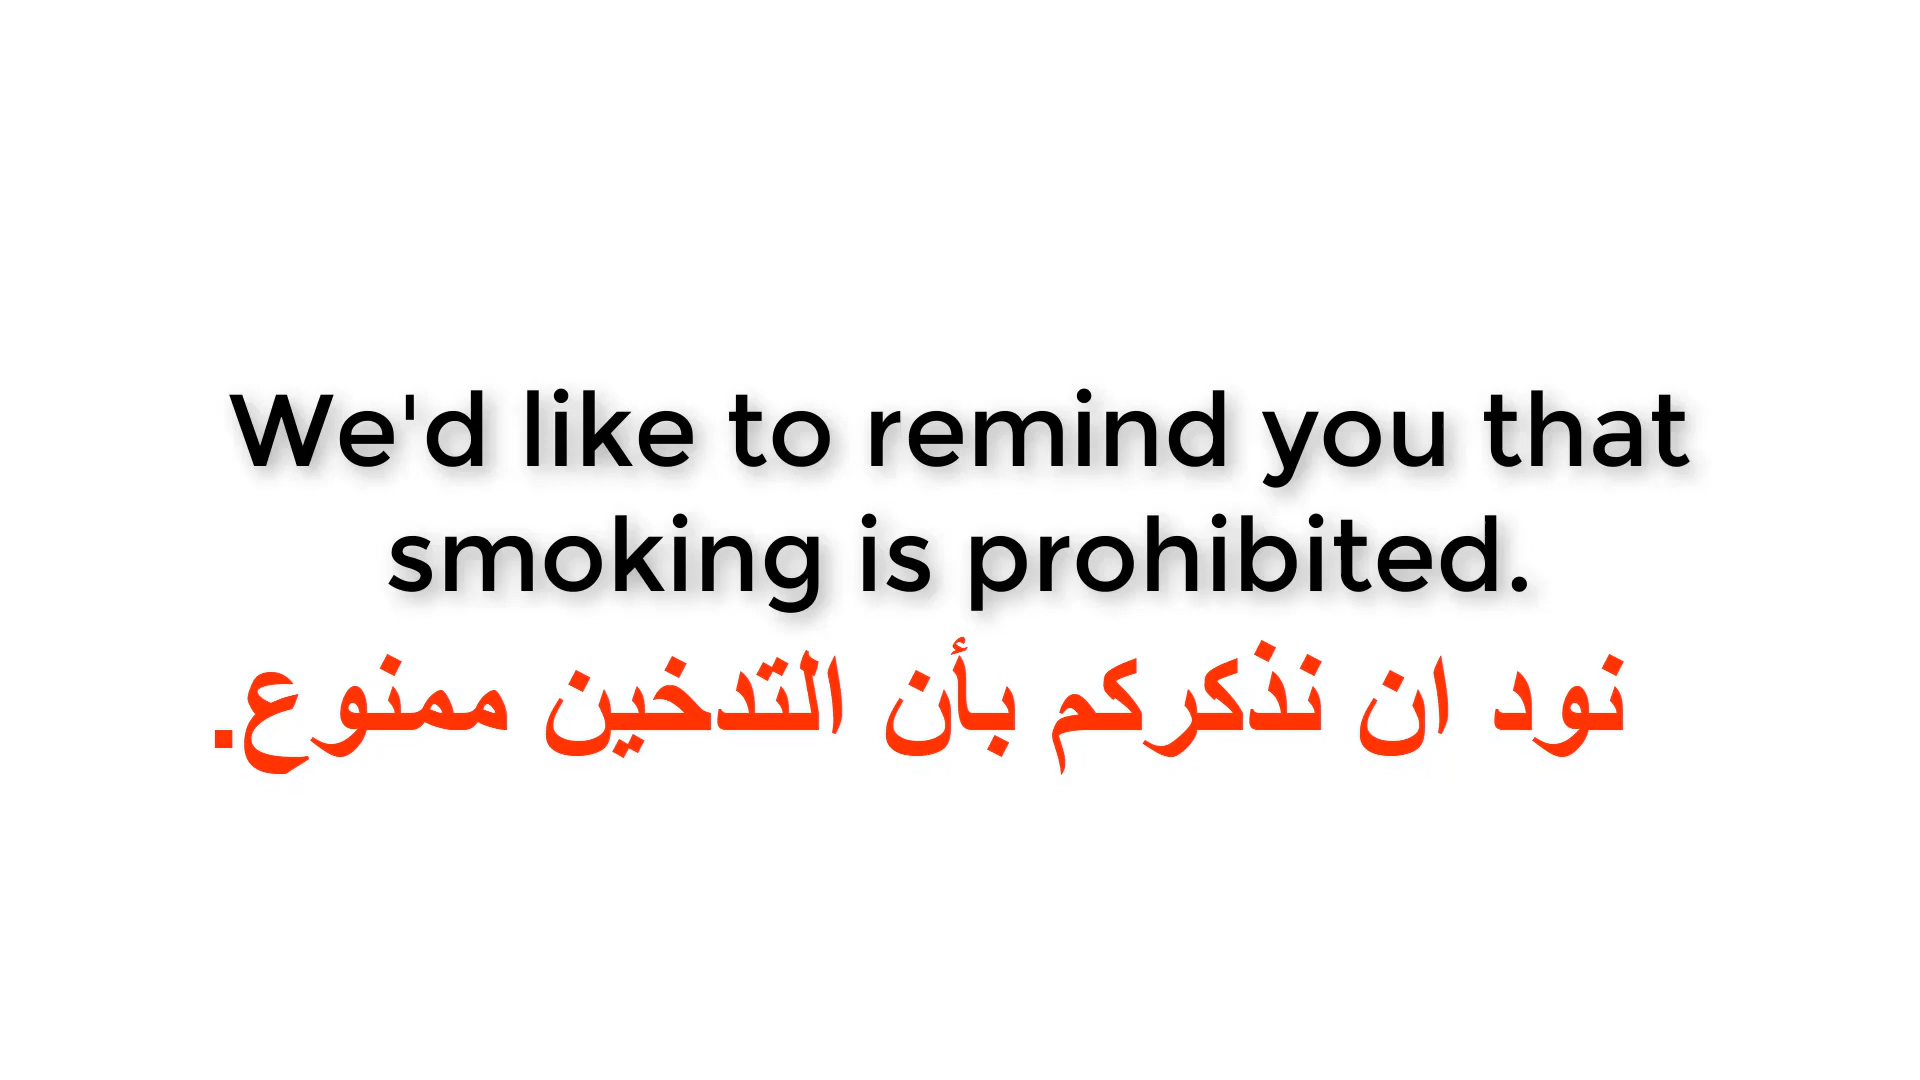 We'd like to remind you that
smoking is prohibited.
نود ان نذكركم بأن التدخين ممنوع.